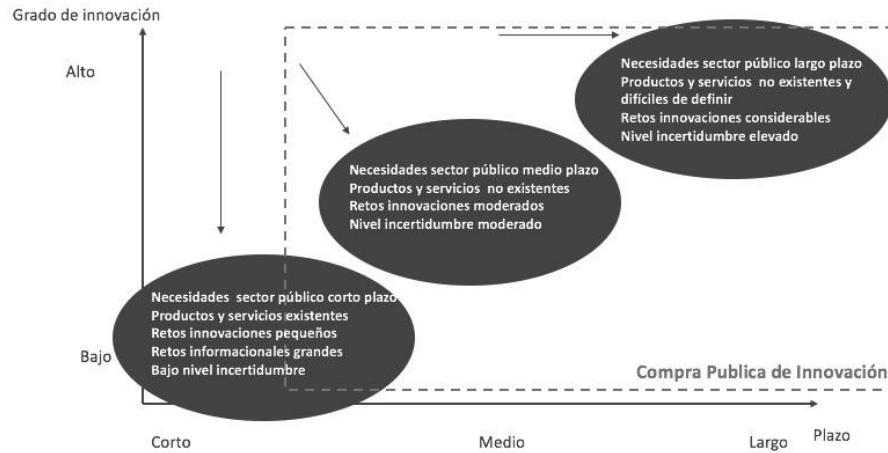 Grado de innovación
Alto
Necesidades sector público largo plazo
Productos y servicios no existentes y
difíciles de definir
Retos innovaciones considerables
Nivel incertidumbre elevado
Necesidades sector público medio plazo
Productos y servicios no existentes
Retos innovaciones moderados
Nivel incertidumbre moderado
Necesidades sector público corto plazo
Productos y servicios existentes
Retos innovaciones pequeños
Retos informacionales grandes
Bajo nivel incertidumbre
Bajo
Compra Publica de Innovación
Corto
Medio
Largo
Plazo